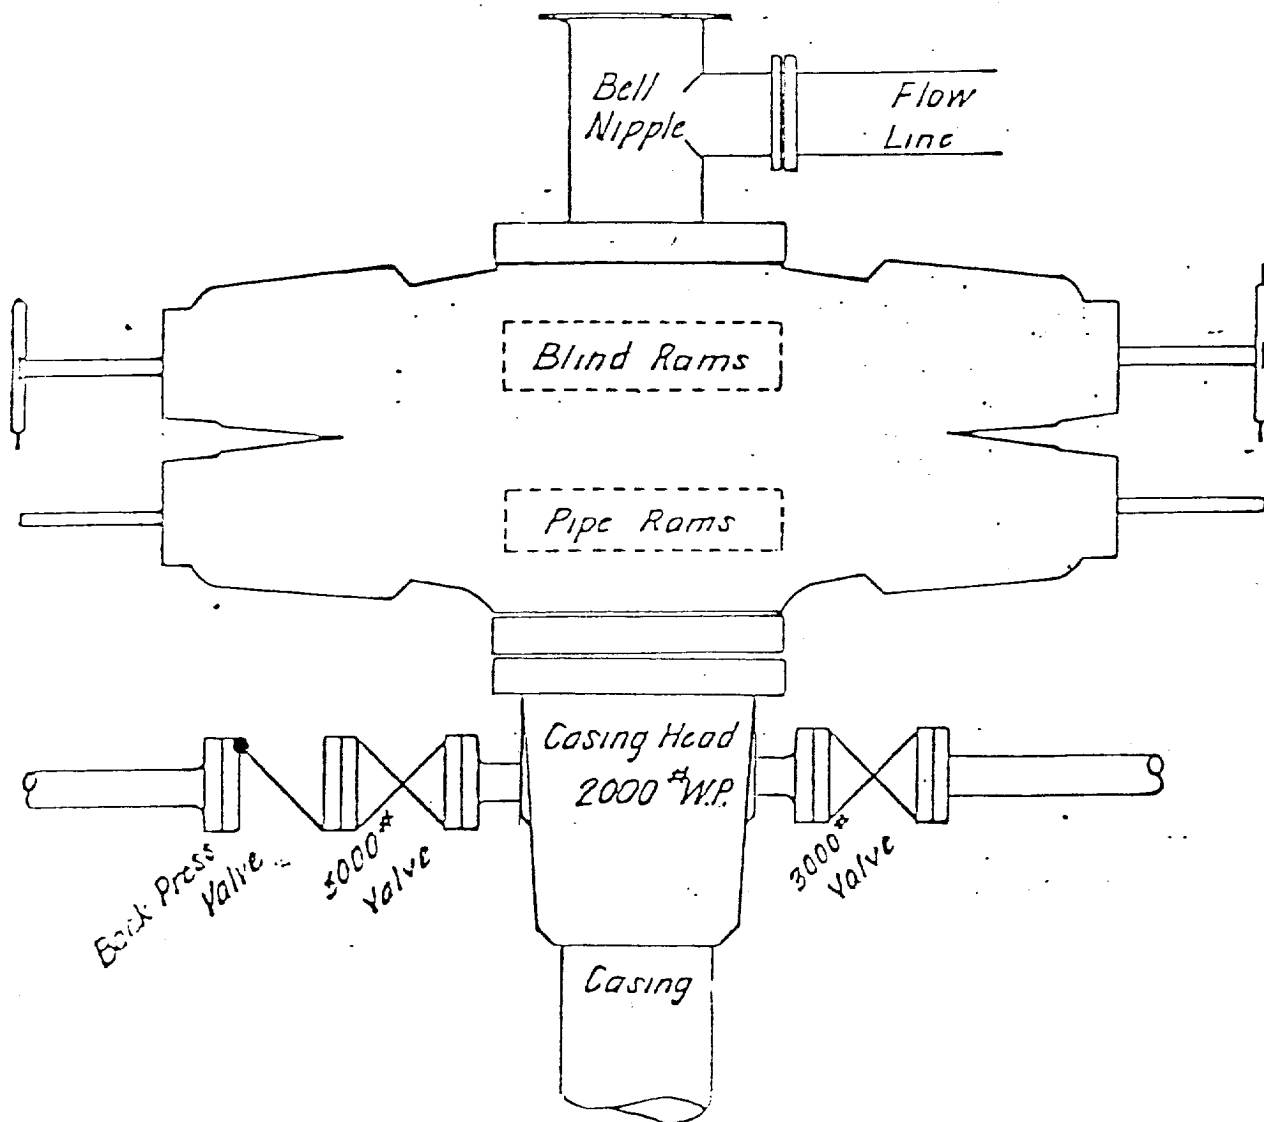 Bell
Nipple
Flow
Line
Blind Rams
Pipe Rams
Casing Head
2000 # W.P.
Back Press
Valve
3000 #
Valve
3000 #
Valve
Casing